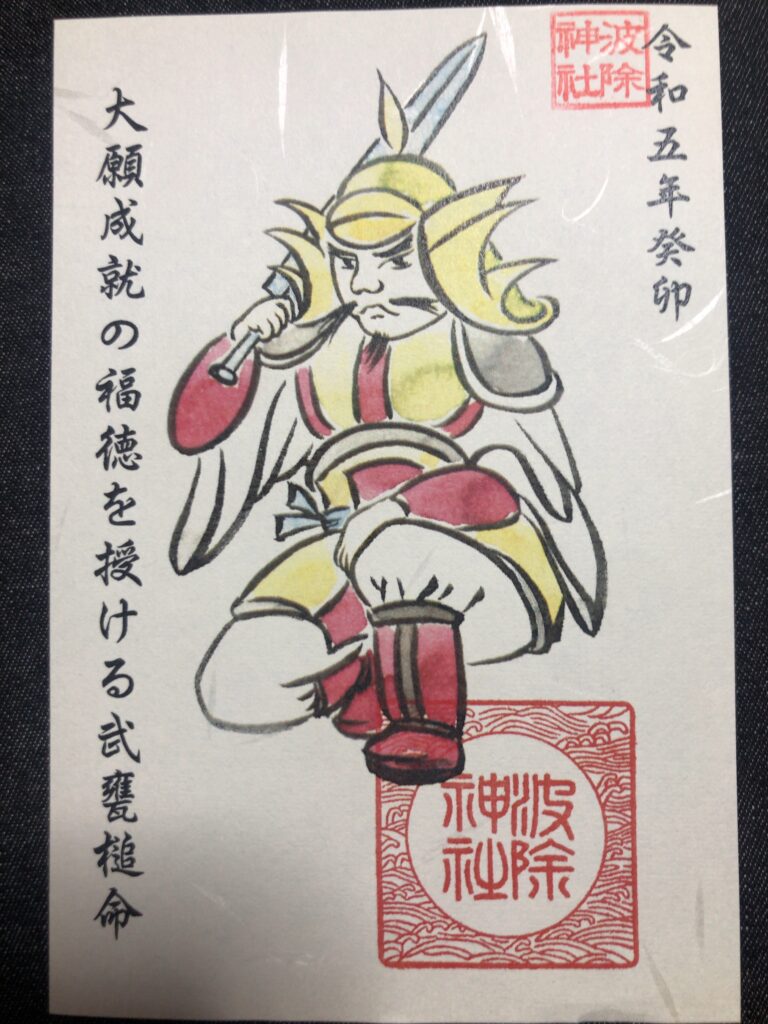 令和五年癸卯
波除
神社
大願成就の福徳を授ける武甕槌命
波除
神社